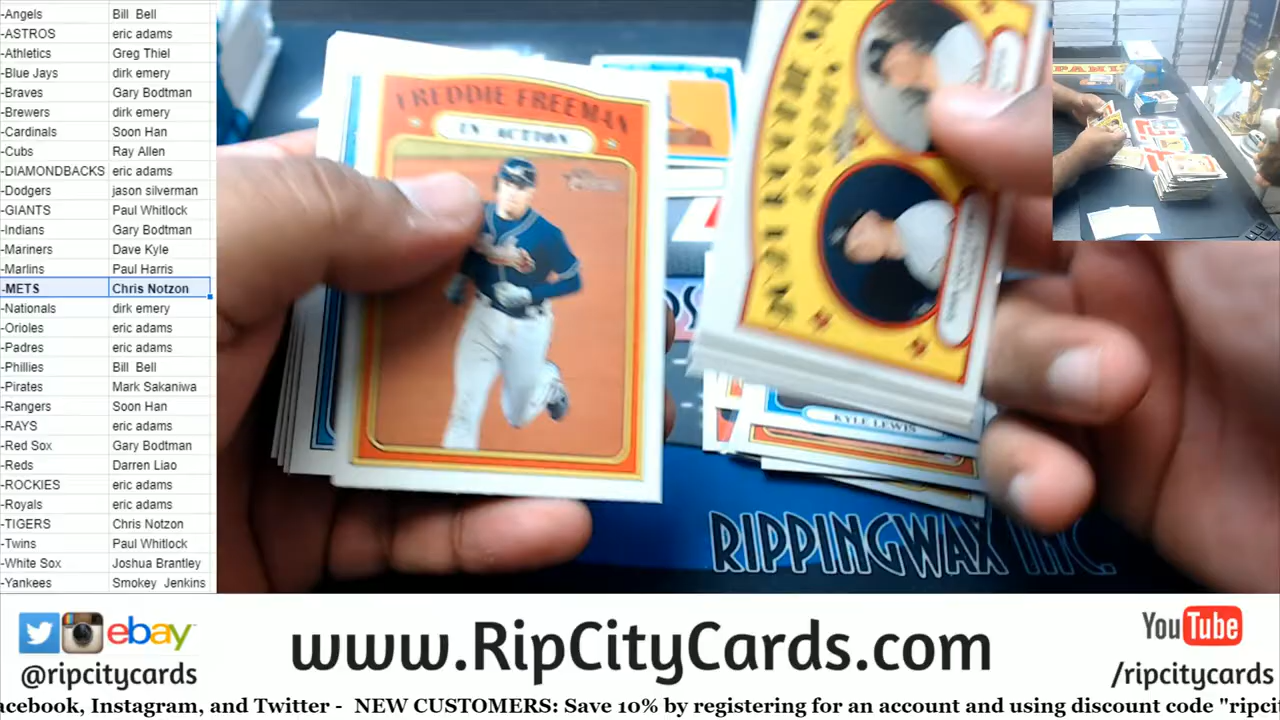 -Angels Bill Bell
-ASTROS eric adams
-Athletics Greg Thiel
-Blue Jays dirk emery
-Braves Gary Bodtman
-Brewers dirk emery
-Cardinals Soon Han
-Cubs Ray Allen
-DIAMONDBACKS eric adams
-Dodgers jason silverman
-GIANTS Paul Whitlock
-Indians Gary Bodtman
-Mariners Dave Kyle
-Marlins Paul Harris
-METS Chris Notzon
-Nationals dirk emery
-Orioles eric adams
-Padres eric adams
-Phillies Bill Bell
-Pirates Mark Sakaniwa
-Rangers Soon Han
-RAYS eric adams
-Red Sox Gary Bodtman
-Reds Darren Liao
-ROCKIES eric adams
-Royals eric adams
-TIGERS Chris Notzon
-Twins Paul Whitlock
-White Sox Joshua Brantley
-Yankees Smokey Jenkins
FREDDIE FREEMAN
IN ACTION
KYLE LEWIS
RIPPINGWAX INC.
ebay
@ripcitycards
www.RipCityCards.com
YouTube
/ripcitycards
acebook, Instagram, and Twitter - NEW CUSTOMERS: Save 10% by registering for an account and using discount code "ripci